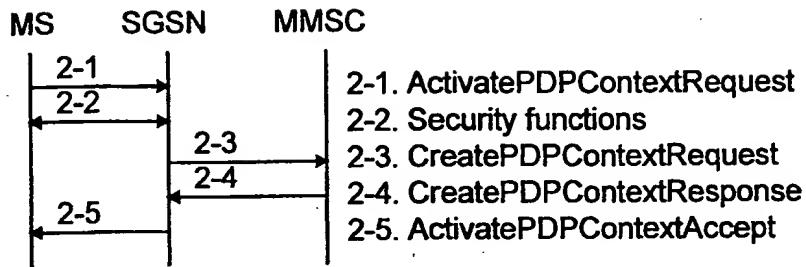 MS SGSN MMSC
2-1 2-1. ActivatePDPContextRequest
2-2 2-2. Security functions
2-3 2-3. CreatePDPContextRequest
2-4 2-4. CreatePDPContextResponse
2-5 2-5. ActivatePDPContextAccept